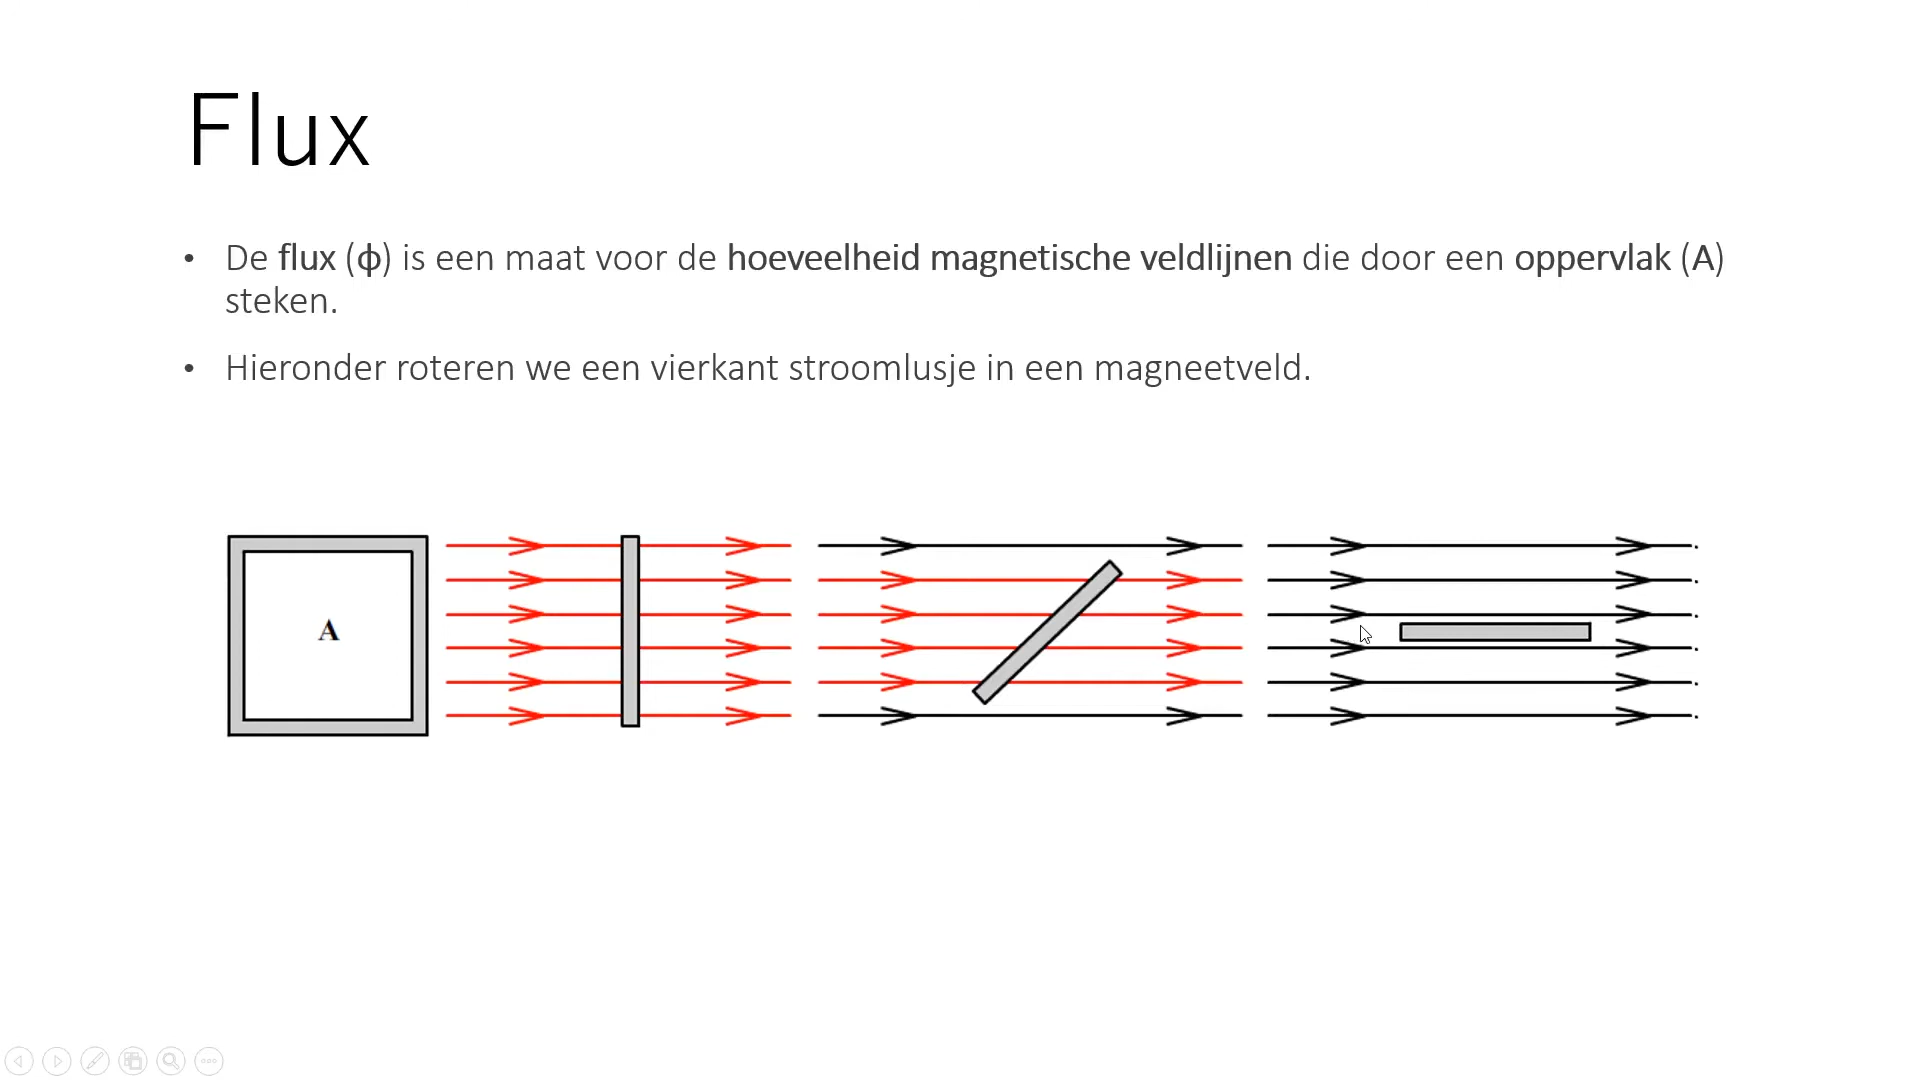 Flux
• De flux (ϕ) is een maat voor de hoeveelheid magnetische veldlijnen die door een oppervlak (A)
steken.
• Hieronder roteren we een vierkant stroomlusje in een magneetveld.
A